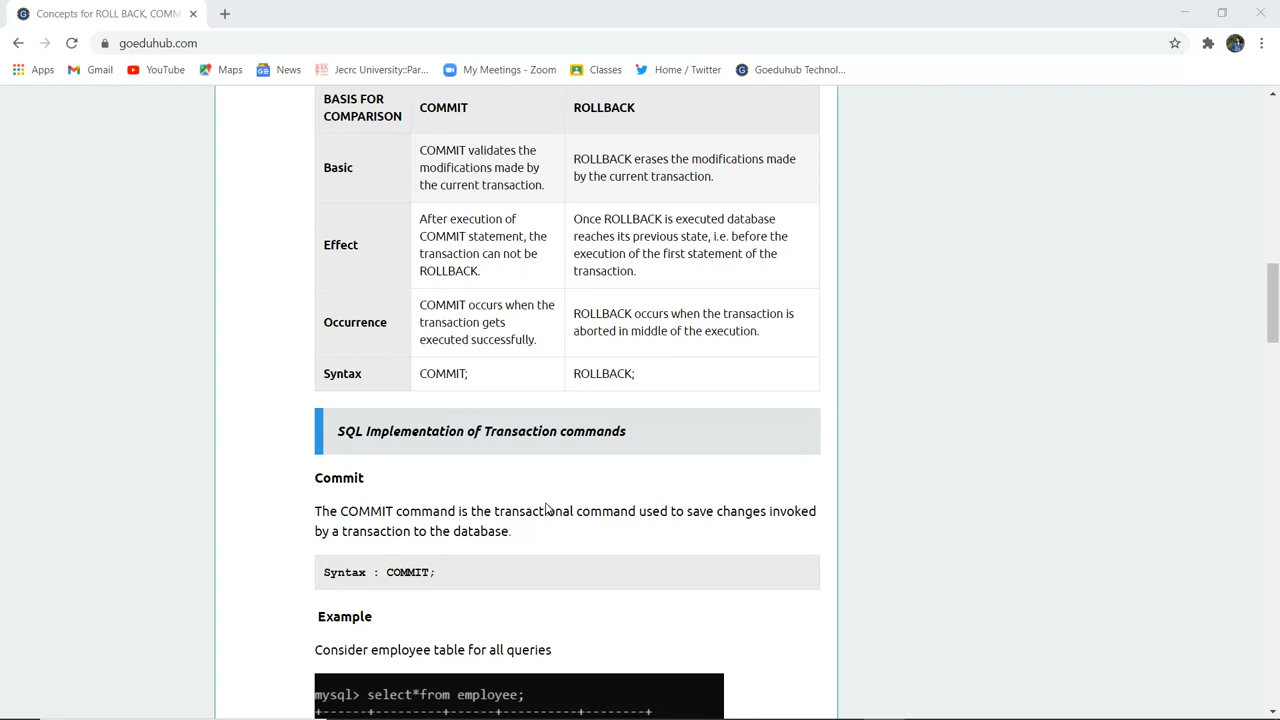 Concepts for ROLL BACK, COMM
goeduhub.com
Apps
Gmail
YouTube
Maps
News
Jecrc University::Par...
My Meetings - Zoom
Classes
Home / Twitter
Goeduhub Technol...
BASIS FOR
COMPARISON
COMMIT
ROLLBACK
Basic
COMMIT validates the
modifications made by
the current transaction.
ROLLBACK erases the modifications made
by the current transaction.
Effect
After execution of
COMMIT statement, the
transaction can not be
ROLLBACK.
Once ROLLBACK is executed database
reaches its previous state, i.e. before the
execution of the first statement of the
transaction.
Occurrence
COMMIT occurs when the
transaction gets
executed successfully.
ROLLBACK occurs when the transaction is
aborted in middle of the execution.
Syntax
COMMIT;
ROLLBACK;
SQL Implementation of Transaction commands
Commit
The COMMIT command is the transactional command used to save changes invoked
by a transaction to the database.
Syntax : COMMIT;
Example
Consider employee table for all queries
mysql> select*from employee;
+------+---------+------+----------+--------+